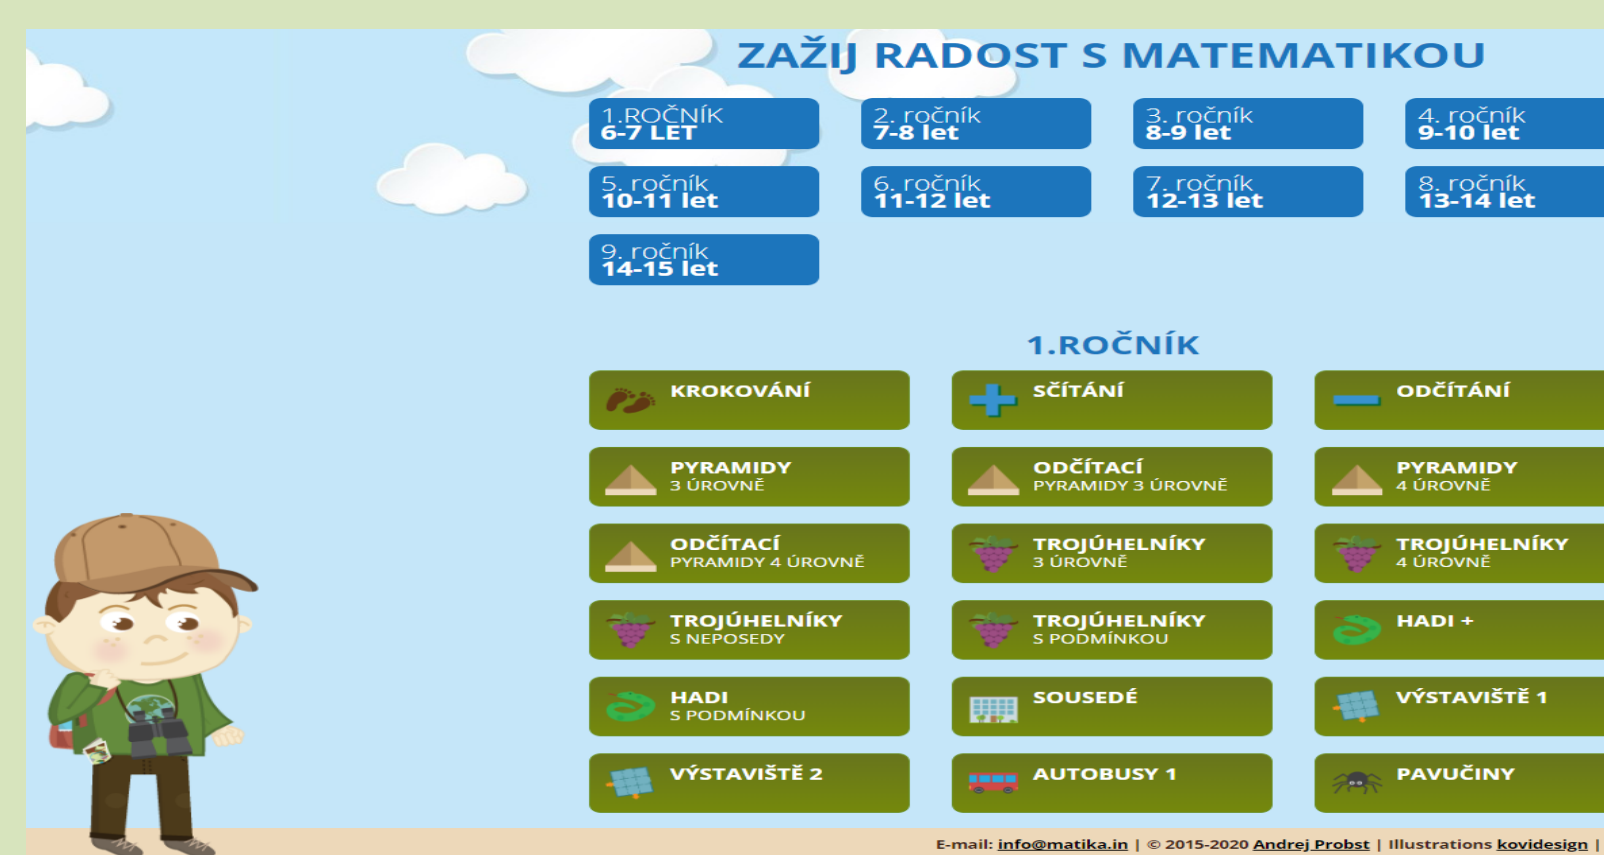 ZAŽIJ RADOST S MATEMATIKOU
1.ROČNÍK
6-7 LET
2. ročník
7-8 let
3. ročník
8-9 let
4. ročník
9-10 let
5. ročník
10-11 let
6. ročník
11-12 let
7. ročník
12-13 let
8. ročník
13-14 let
9. ročník
14-15 let
1.ROČNÍK
KROKOVÁNÍ
SČÍTÁNÍ
ODČÍTÁNÍ
PYRAMIDY
3 ÚROVNĚ
ODČÍTACÍ
PYRAMIDY 3 ÚROVNĚ
PYRAMIDY
4 ÚROVNĚ
ODČÍTACÍ
PYRAMIDY 4 ÚROVNĚ
TROJÚHELNÍKY
3 ÚROVNĚ
TROJÚHELNÍKY
4 ÚROVNĚ
TROJÚHELNÍKY
S NEPOSEDY
TROJÚHELNÍKY
S PODMÍNKOU
HADI +
HADI
S PODMÍNKOU
SOUSEDÉ
VÝSTAVIŠTĚ 1
VÝSTAVIŠTĚ 2
AUTOBUSY 1
PAVUČINY
E-mail: info@matika.in | © 2015-2020 Andrej Probst | Illustrations kovidesign |